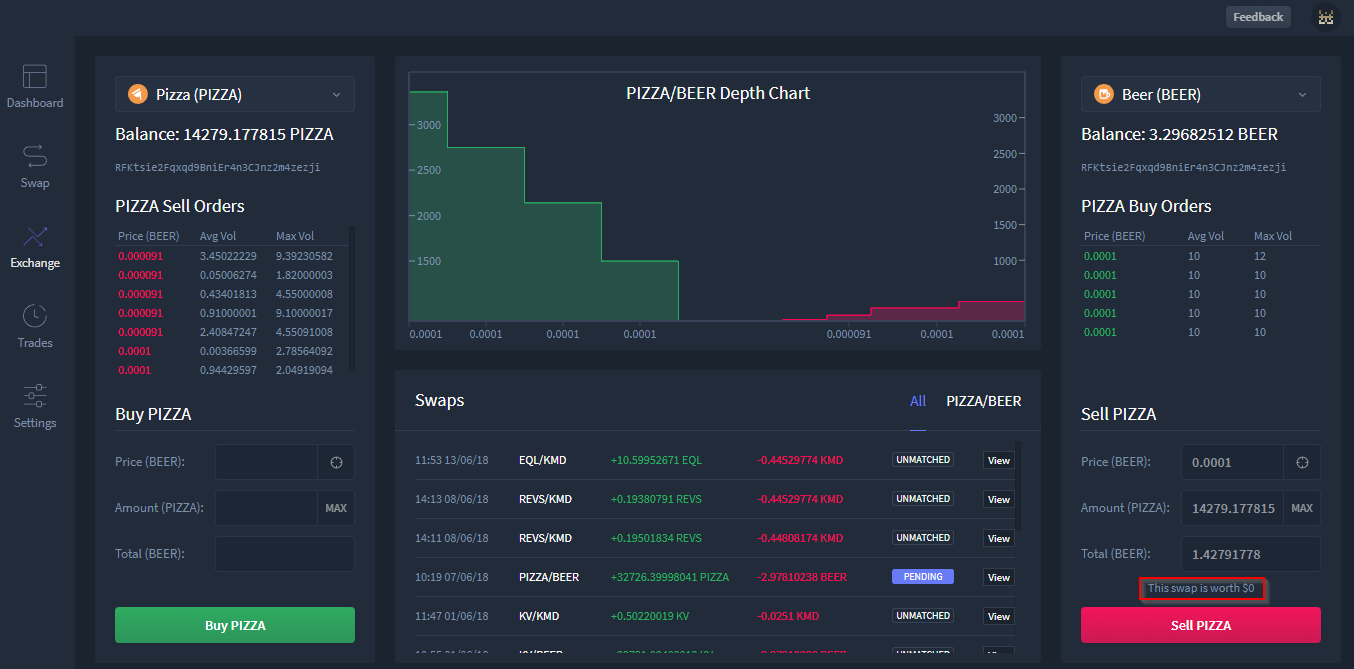 Feedback
Dashboard
Swap
Exchange
Trades
Settings
Pizza (PIZZA)
Balance: 14279.177815 PIZZA
RFKtsie2Fqxqd9BniEr4n3CJnz2m4zezji
PIZZA Sell Orders
Price (BEER) Avg Vol Max Vol
0.000091 3.45022229 9.39230582
0.000091 0.05006274 1.82000003
0.000091 0.43401813 4.55000008
0.000091 0.91000001 9.10000017
0.000091 2.40847247 4.55091008
0.0001 0.00366599 2.78564092
0.0001 0.94429597 2.04919094
Buy PIZZA
Price (BEER):
Amount (PIZZA): MAX
Total (BEER):
Buy PIZZA
PIZZA/BEER Depth Chart
3000
2500
2000
1500
3000
2500
2000
1500
1000
0.0001 0.0001 0.0001 0.0001 0.000091 0.0001 0.0001
Swaps All PIZZA/BEER
11:53 13/06/18 EQL/KMD +10.59952671 EQL -0.44529774 KMD UNMATCHED View
14:13 08/06/18 REVS/KMD +0.19380791 REVS -0.44529774 KMD UNMATCHED View
14:11 08/06/18 REVS/KMD +0.19501834 REVS -0.44808174 KMD UNMATCHED View
10:19 07/06/18 PIZZA/BEER +32726.39998041 PIZZA -2.97810238 BEER PENDING View
11:47 01/06/18 KV/KMD +0.50220019 KV -0.0251 KMD UNMATCHED View
Beer (BEER)
Balance: 3.29682512 BEER
RFKtsie2Fqxqd9BniEr4n3CJnz2m4zezji
PIZZA Buy Orders
Price (BEER) Avg Vol Max Vol
0.0001 10 12
0.0001 10 10
0.0001 10 10
0.0001 10 10
0.0001 10 10
Sell PIZZA
Price (BEER): 0.0001
Amount (PIZZA): 14279.177815 MAX
Total (BEER): 1.42791778
This swap is worth $0
Sell PIZZA